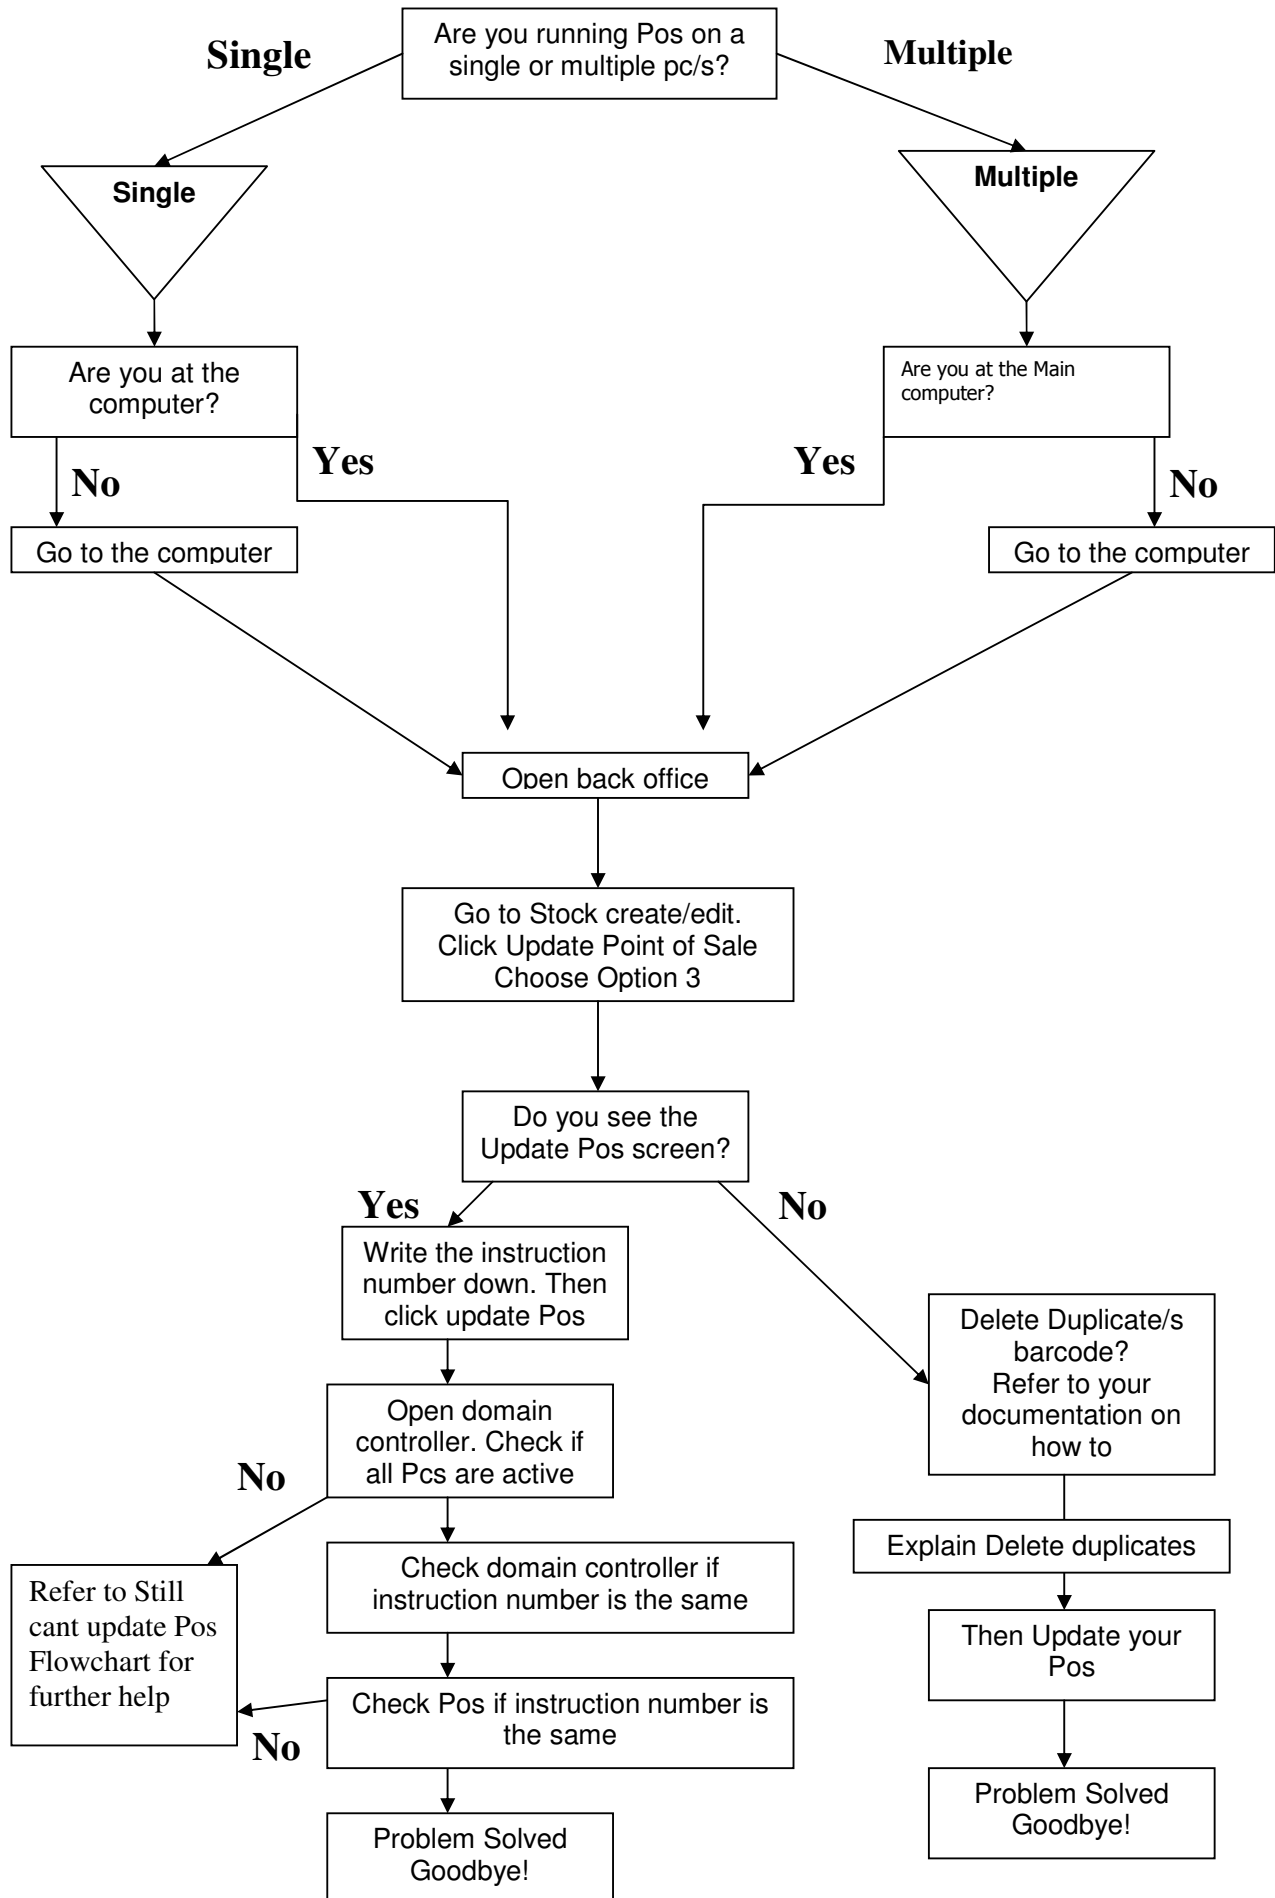 Are you running Pos on a
single or multiple pc/s?
Single
Multiple
Single
Multiple
Are you at the
computer?
Are you at the Main
computer?
Yes
No
Yes
No
Go to the computer
Go to the computer
Open back office
Go to Stock create/edit.
Click Update Point of Sale
Choose Option 3
Do you see the
Update Pos screen?
Yes
No
Write the instruction
number down. Then
click update Pos
Open domain
controller. Check if
all Pcs are active
No
Check domain controller if
instruction number is the same
Refer to Still
cant update Pos
Flowchart for
further help
Check Pos if instruction number is
the same
No
Problem Solved
Goodbye!
Delete Duplicate/s
barcode?
Refer to your
documentation on
how to
Explain Delete duplicates
Then Update your
Pos
Problem Solved
Goodbye!